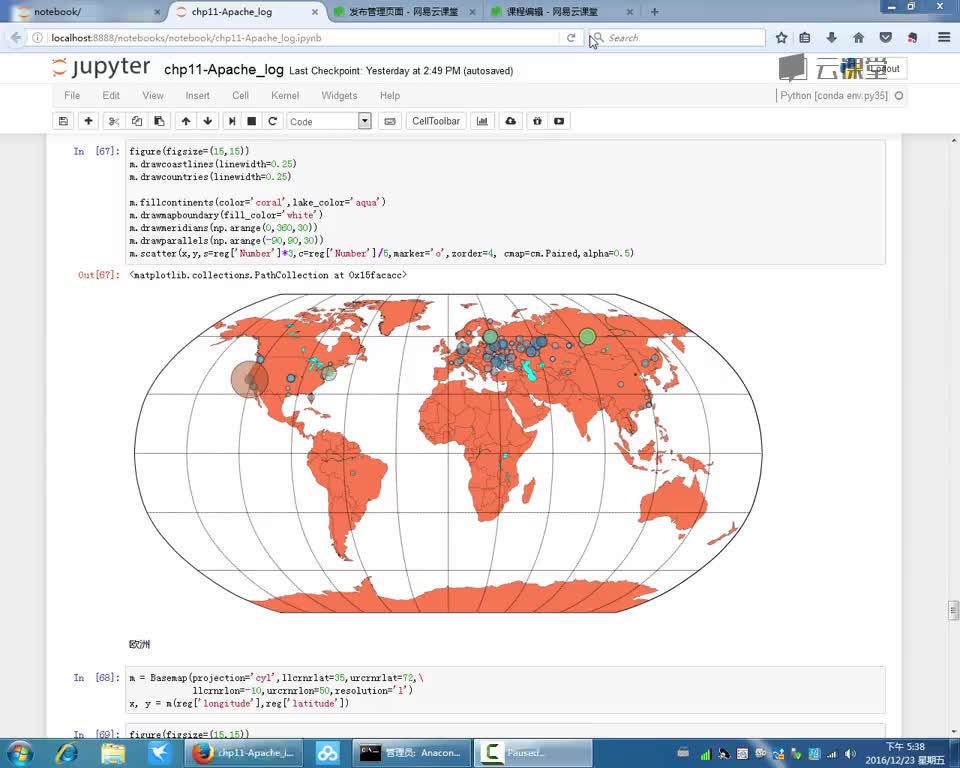 notebook/
chp11-Apache_log
发布管理页面 - 网易云课堂
课程编辑 - 网易云课堂
localhost:8888/notebooks/notebook/chp11-Apache_log.ipynb
Search
jupyter chp11-Apache_log Last Checkpoint: Yesterday at 2:49 PM (autosaved)
云课堂
Logout
File Edit View Insert Cell Kernel Widgets Help
Python [conda env:py35]
Code
CellToolbar
In [67]:
figure(figsize=(15,15))
m.drawcoastlines(linewidth=0.25)
m.drawcountries(linewidth=0.25)
m.fillcontinents(color='coral',lake_color='aqua')
m.drawmapboundary(fill_color='white')
m.drawmeridians(np.arange(0,360,30))
m.drawparallels(np.arange(-90,90,30))
m.scatter(x,y,s=reg['Number']*3,c=reg['Number']/5,marker='o',zorder=4, cmap=cm.Paired,alpha=0.5)
Out[67]: <matplotlib.collections.PathCollection at 0x15facacc>
欧洲
In [68]:
m = Basemap(projection='cyl',llcrnrlat=35,urcrnrlat=72,\
llcrnrlon=-10,urcrnrlon=50,resolution='l')
x, y = m(reg['longitude'],reg['latitude'])
In [69]: figure(figsize=(15,15))
chp11-Apache_l...
管理员: Anacon...
Paused...
下午 5:38
2016/12/23 星期五